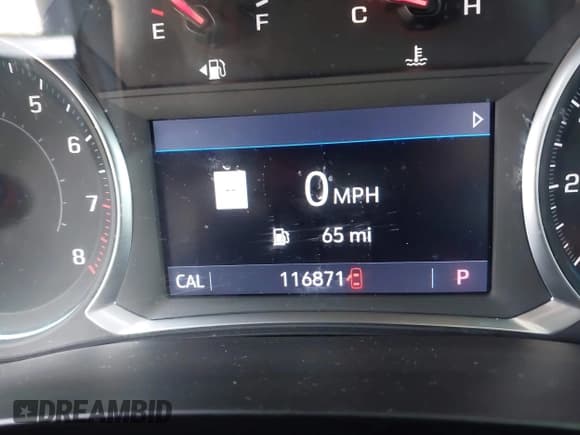 E F C H
5
6
7
8
2
--
0 MPH
65 mi
CAL 116871 P
DREAMBID